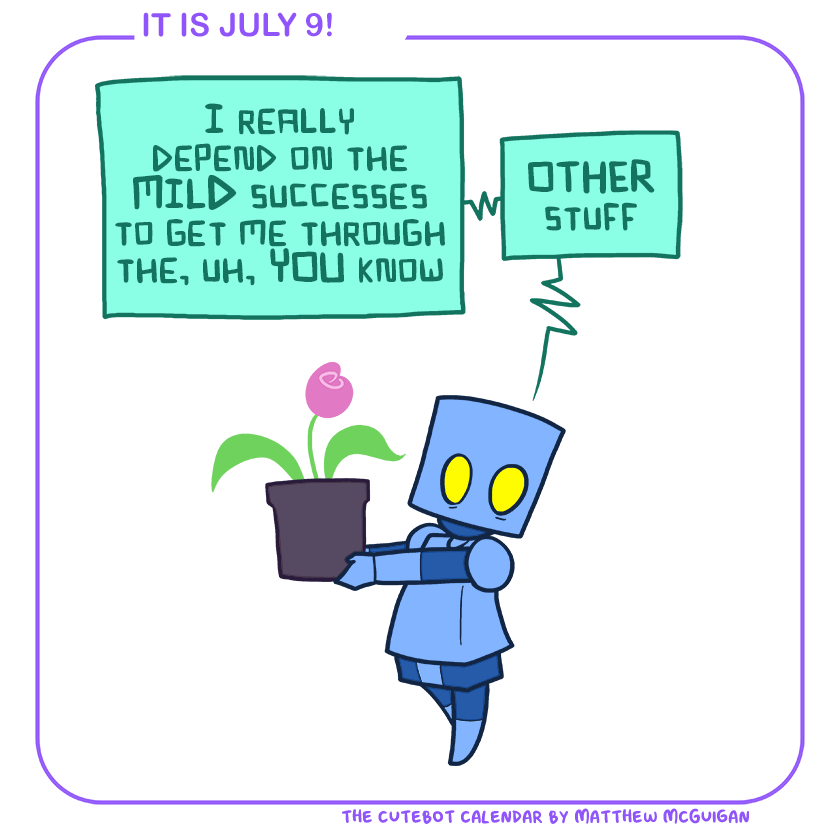 IT IS JULY 9!
I REALLY
DEPEND ON THE
MILD SUCCESSES
TO GET ME THROUGH
THE, UH, YOU KNOW
OTHER
STUFF
THE CUTEBOT CALENDAR BY MATTHEW MCGUIGAN